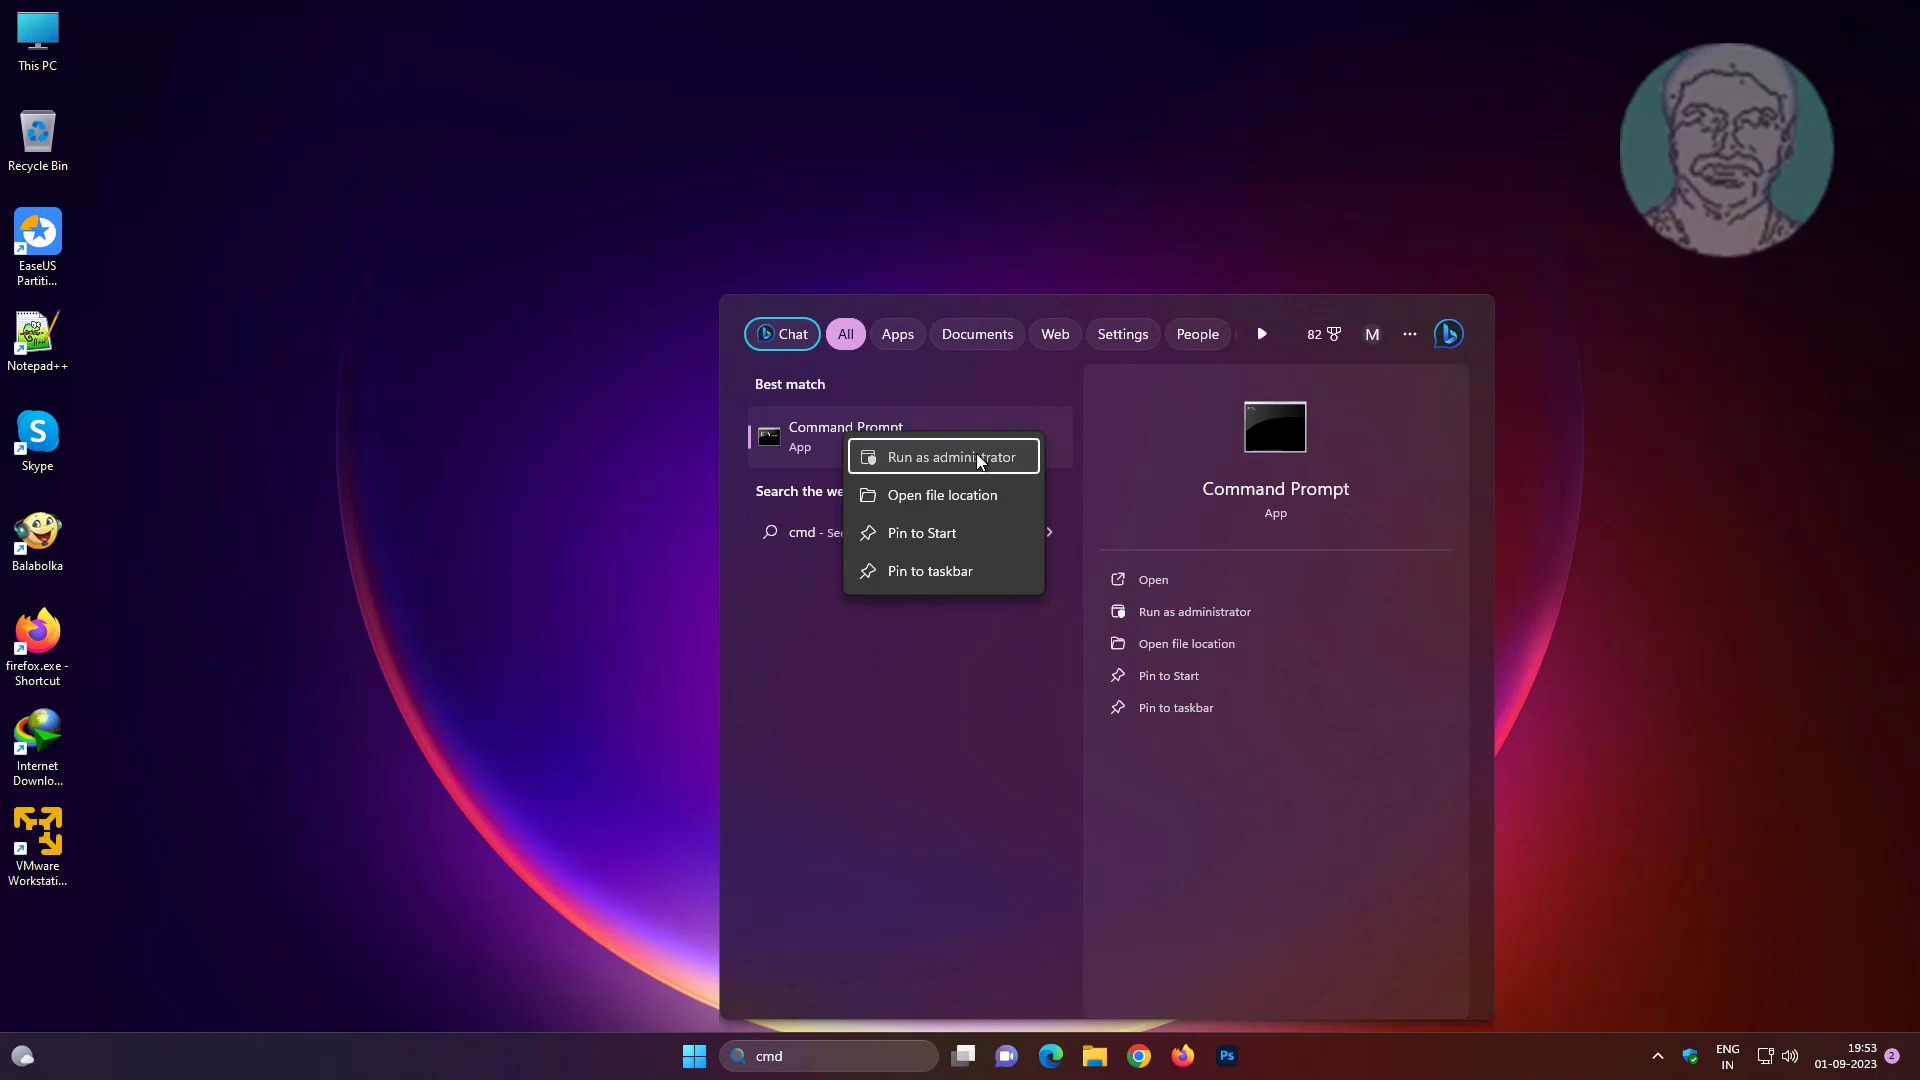 This PC
Recycle Bin
EaseUS
Partiti...
Notepad++
Skype
Balabolka
firefox.exe -
Shortcut
Internet
Downlo...
VMware
Workstati...
Chat
All
Apps
Documents
Web
Settings
People
82
M
Best match
Command Prompt
App
Run as administrator
Open file location
Pin to Start
Pin to taskbar
Search the we
cmd - See
Command Prompt
App
Open
Run as administrator
Open file location
Pin to Start
Pin to taskbar
cmd
Ps
ENG
IN
19:53
01-09-2023
2